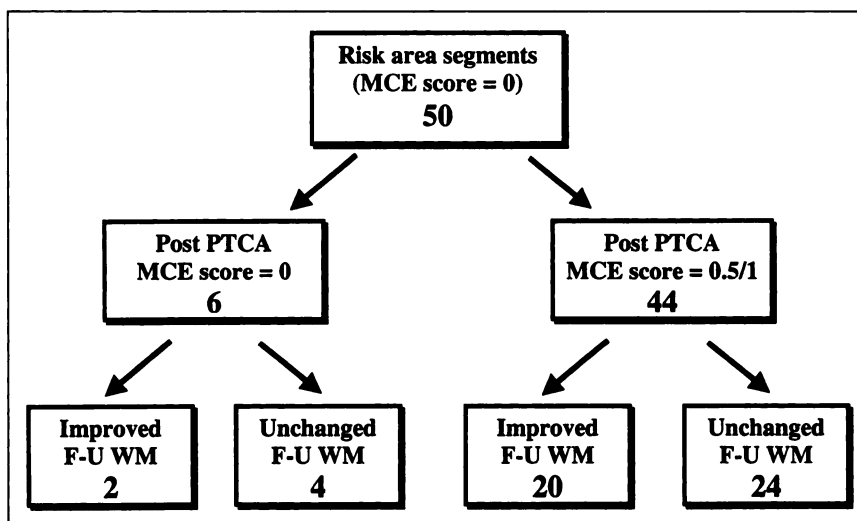 Risk area segments
(MCE score = 0)
50
Post PTCA
MCE score = 0
6
Post PTCA
MCE score = 0.5/1
44
Improved
F-U WM
2
Unchanged
F-U WM
4
Improved
F-U WM
20
Unchanged
F-U WM
24